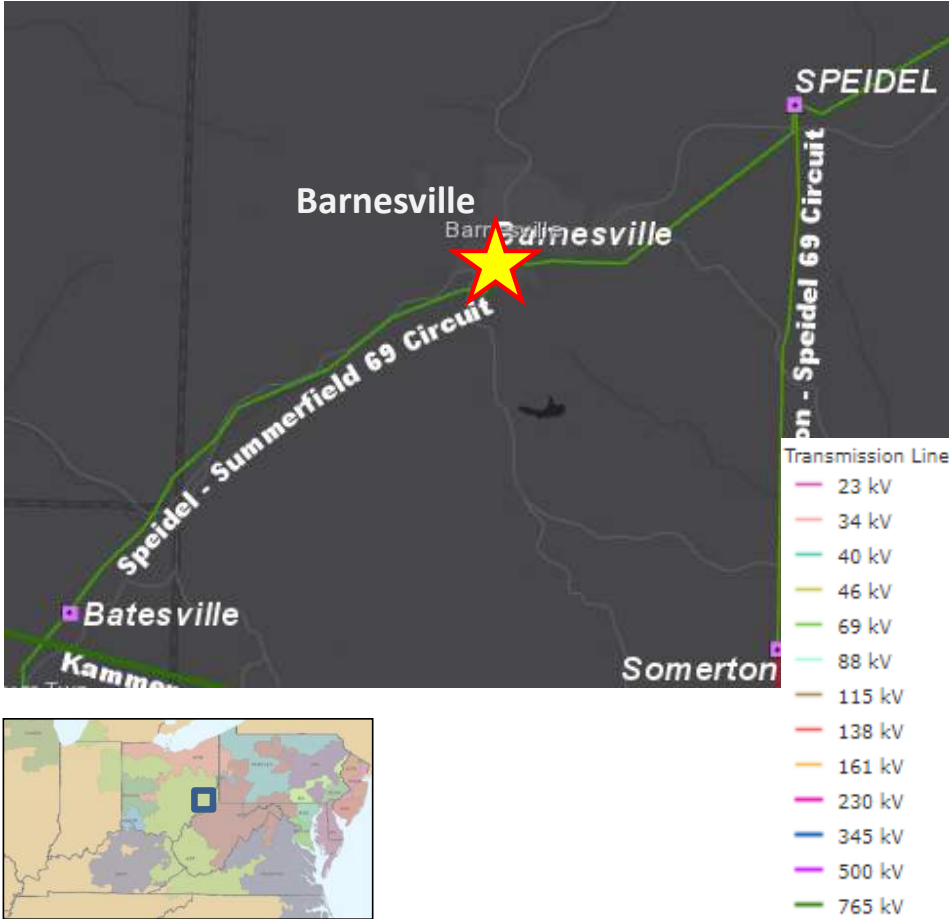 SPEIDEL
Barnesville
Barnesville
on - Speidel 69 Circuit
Speidel - Summerfield 69 Circuit
Batesville
Kammer
Somerton
Transmission Line
23 kV
34 kV
40 kV
46 kV
69 kV
88 kV
115 kV
138 kV
161 kV
230 kV
345 kV
500 kV
765 kV